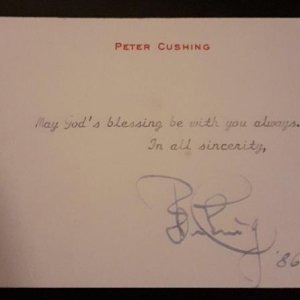 PETER CUSHING
May God's blessing be with you always.
In all sincerity,
'86